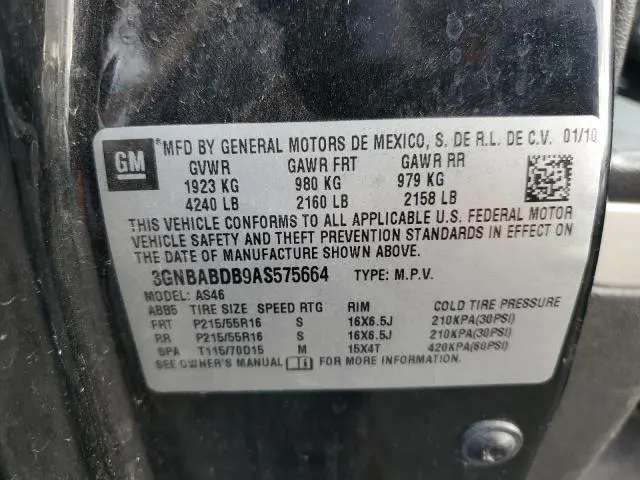 GM
*MFD BY GENERAL MOTORS DE MEXICO, S. DE R.L. DE C.V. 01/10
GVWR GAWR FRT GAWR RR
1923 KG 980 KG 979 KG
4240 LB 2160 LB 2158 LB
THIS VEHICLE CONFORMS TO ALL APPLICABLE U.S. FEDERAL MOTOR
VEHICLE SAFETY AND THEFT PREVENTION STANDARDS IN EFFECT ON
THE DATE OF MANUFACTURE SHOWN ABOVE.
3GNBABDB9AS575664 TYPE: M.P.V.
MODEL: AS46
ABB5 TIRE SIZE SPEED RTG RIM COLD TIRE PRESSURE
FRT P215/55R16 S 16X6.5J 210KPA(30PSI)
RR P215/55R16 S 16X6.5J 210KPA(30PSI)
SPA T115/70D15 M 15X4T 420KPA(60PSI)
SEE OWNER'S MANUAL FOR MORE INFORMATION.